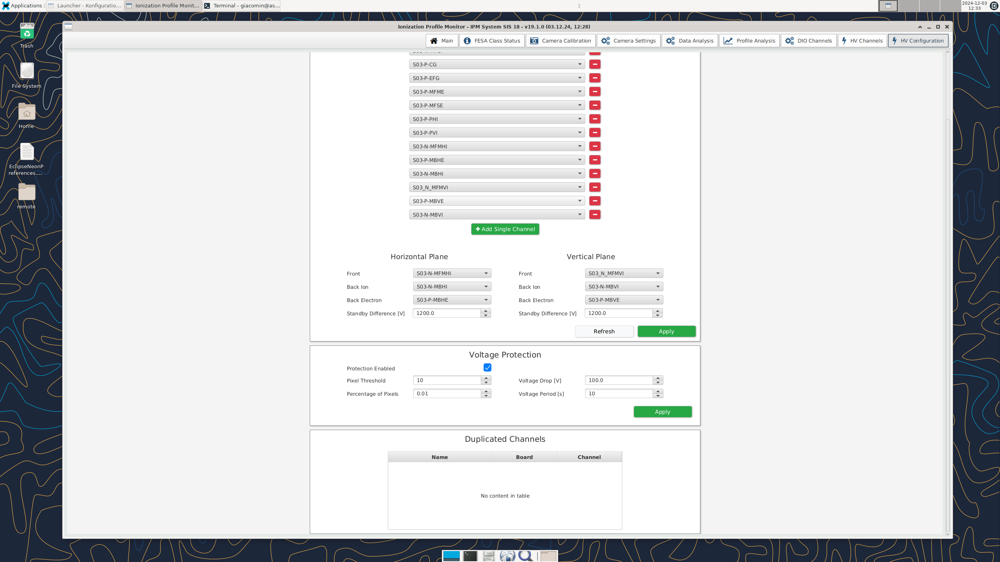 Applications
Launcher - Konfiguratio...
Ionization Profile Monit...
Terminal - giacomin@as...
2024-12-03
12:33
Ionization Profile Monitor - IPM System SIS 18 - v19.1.0 (03.12.24, 12:28)
Main
FESA Class Status
Camera Calibration
Camera Settings
Data Analysis
Profile Analysis
DIO Channels
HV Channels
HV Configuration
Trash
File System
Home
EclipseNeonP
references....
remote
S03-P-CG
S03-P-EFG
S03-P-MFME
S03-P-MFSE
S03-P-PHI
S03-P-PVI
S03-N-MFMHI
S03-P-MBHE
S03-N-MBHI
S03_N_MFMVI
S03-P-MBVE
S03-N-MBVI
Add Single Channel
Horizontal Plane
Front S03-N-MFMHI
Back Ion S03-N-MBHI
Back Electron S03-P-MBHE
Standby Difference [V] 1200.0
Vertical Plane
Front S03_N_MFMVI
Back Ion S03-N-MBVI
Back Electron S03-P-MBVE
Standby Difference [V] 1200.0
Refresh
Apply
Voltage Protection
Protection Enabled
Pixel Threshold 10
Voltage Drop [V] 100.0
Percentage of Pixels 0.01
Voltage Period [s] 10
Apply
Duplicated Channels
Name Board Channel
No content in table